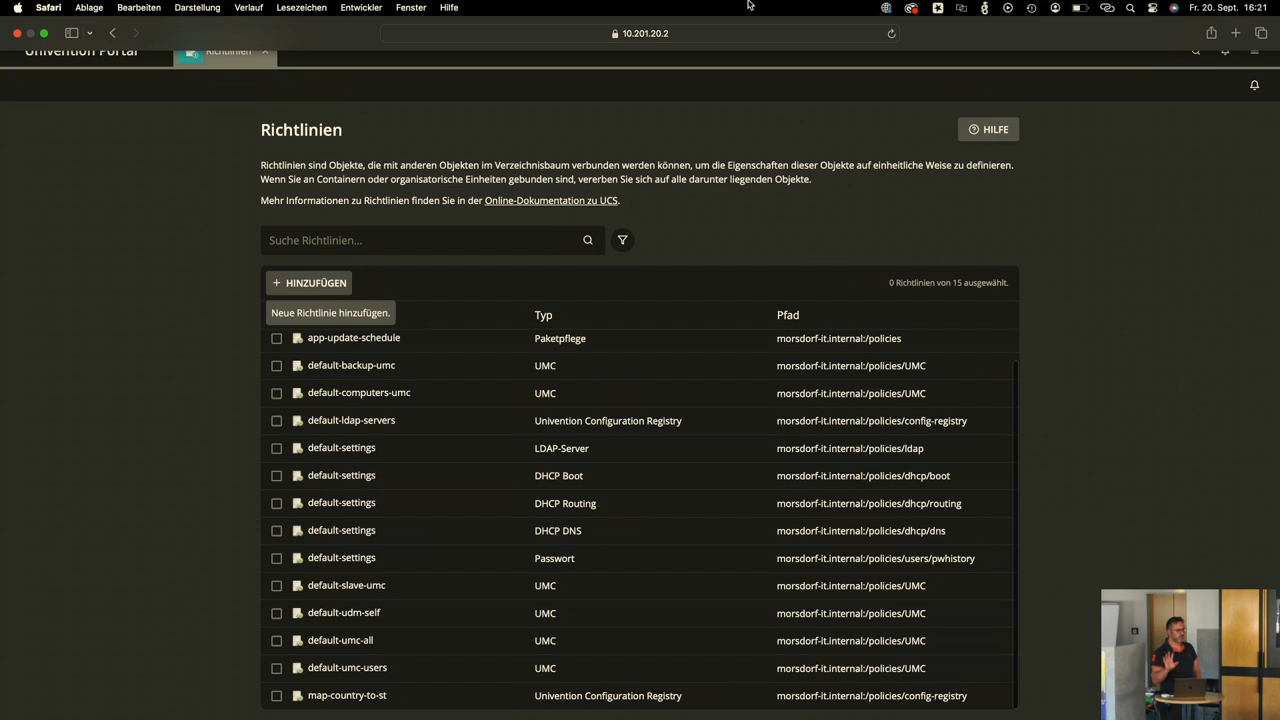 Safari Ablage Bearbeiten Darstellung Verlauf Lesezeichen Entwickler Fenster Hilfe Fr. 20. Sept. 16:21
10.201.20.2
Univention Portal Richtlinien
Richtlinien
HILFE
Richtlinien sind Objekte, die mit anderen Objekten im Verzeichnisbaum verbunden werden können, um die Eigenschaften dieser Objekte auf einheitliche Weise zu definieren.
Wenn Sie an Containern oder organisatorische Einheiten gebunden sind, vererben Sie sich auf alle darunter liegenden Objekte.
Mehr Informationen zu Richtlinien finden Sie in der Online-Dokumentation zu UCS.
Suche Richtlinien...
+ HINZUFÜGEN 0 Richtlinien von 15 ausgewählt.
Neue Richtlinie hinzufügen. Typ Pfad
app-update-schedule Paketpflege morsdorf-it.internal:/policies
default-backup-umc UMC morsdorf-it.internal:/policies/UMC
default-computers-umc UMC morsdorf-it.internal:/policies/UMC
default-ldap-servers Univention Configuration Registry morsdorf-it.internal:/policies/config-registry
default-settings LDAP-Server morsdorf-it.internal:/policies/ldap
default-settings DHCP Boot morsdorf-it.internal:/policies/dhcp/boot
default-settings DHCP Routing morsdorf-it.internal:/policies/dhcp/routing
default-settings DHCP DNS morsdorf-it.internal:/policies/dhcp/dns
default-settings Passwort morsdorf-it.internal:/policies/users/pwhistory
default-slave-umc UMC morsdorf-it.internal:/policies/UMC
default-udm-self UMC morsdorf-it.internal:/policies/UMC
default-umc-all UMC morsdorf-it.internal:/policies/UMC
default-umc-users UMC morsdorf-it.internal:/policies/UMC
map-country-to-st Univention Configuration Registry morsdorf-it.internal:/policies/config-registry